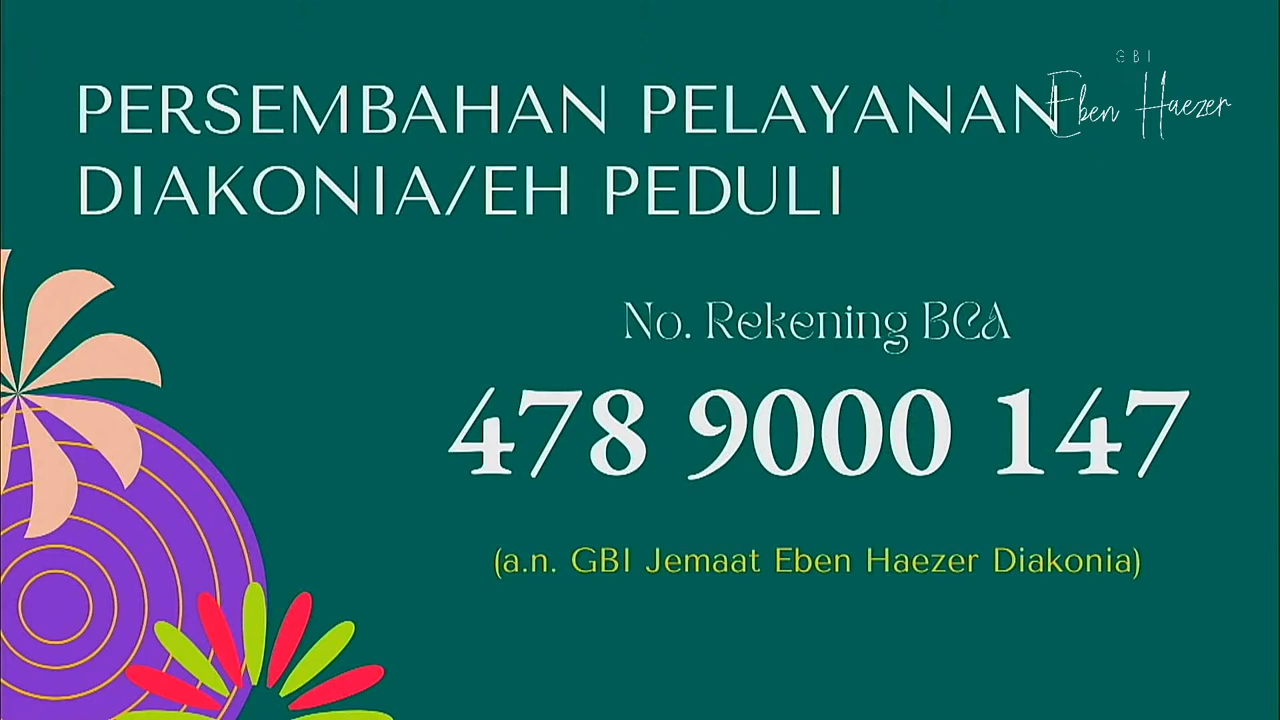 GBI
Eben Haezer
PERSEMBAHAN PELAYANAN
DIAKONIA/EH PEDULI
No. Rekening BCA
478 9000 147
(a.n. GBI Jemaat Eben Haezer Diakonia)